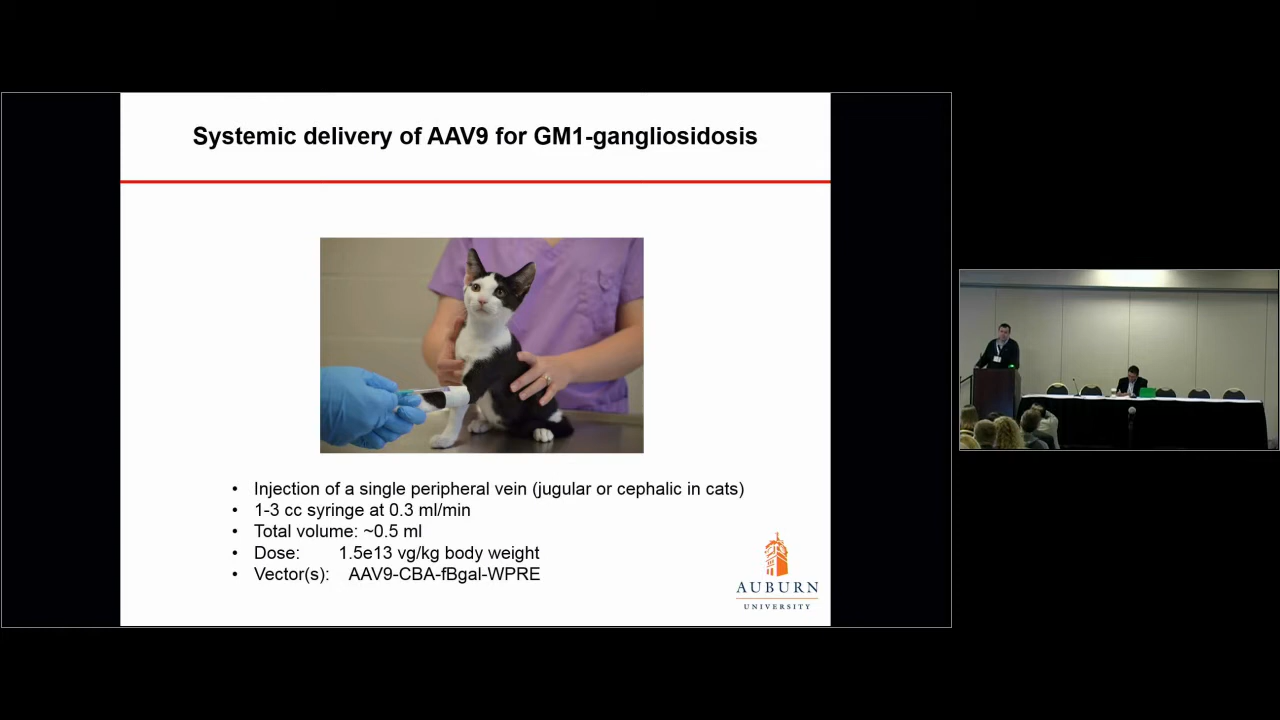 Systemic delivery of AAV9 for GM1-gangliosidosis
• Injection of a single peripheral vein (jugular or cephalic in cats)
• 1-3 cc syringe at 0.3 ml/min
• Total volume: ~0.5 ml
• Dose: 1.5e13 vg/kg body weight
• Vector(s): AAV9-CBA-fBgal-WPRE
AUBURN
UNIVERSITY